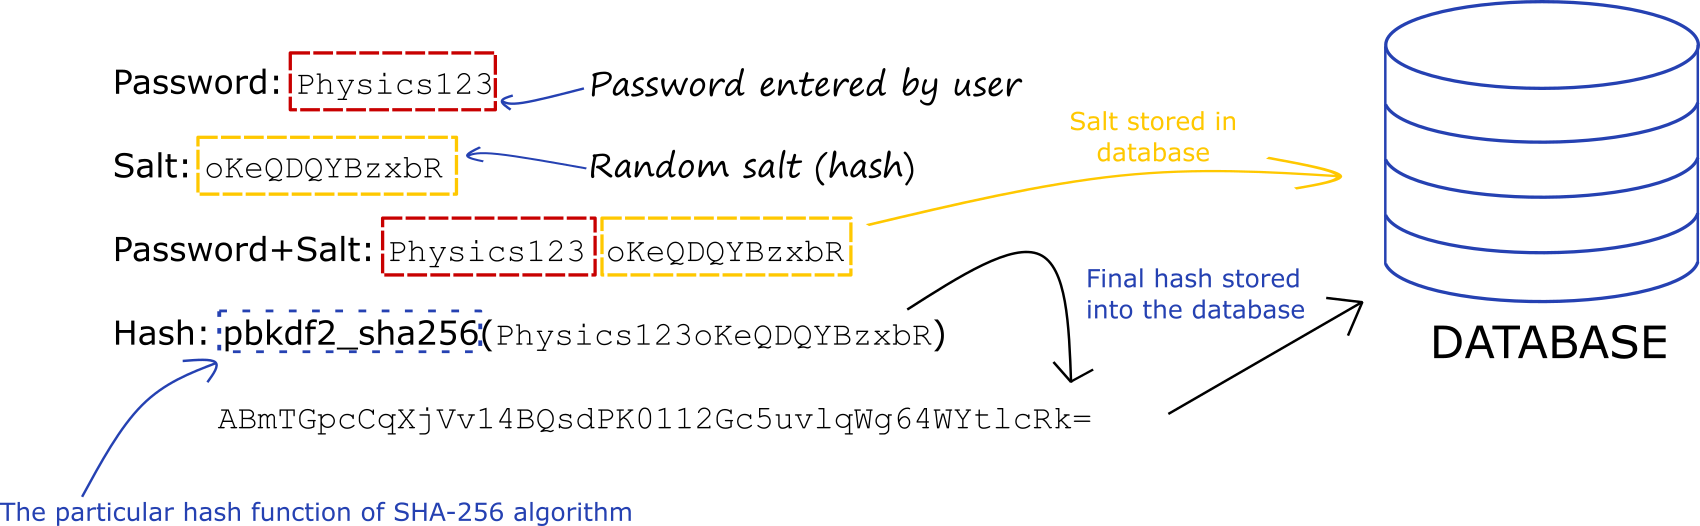 Password: Physics123
Password entered by user
Salt stored in
database
Salt: oKeQDQYBzxbR
Random salt (hash)
Password+Salt: Physics123 oKeQDQYBzxbR
Final hash stored
into the database
Hash: pbkdf2_sha256(Physics123oKeQDQYBzxbR)
DATABASE
ABmTGpcCqXjVv14BQsdPK0112Gc5uvlqWg64WYtlcRk=
The particular hash function of SHA-256 algorithm